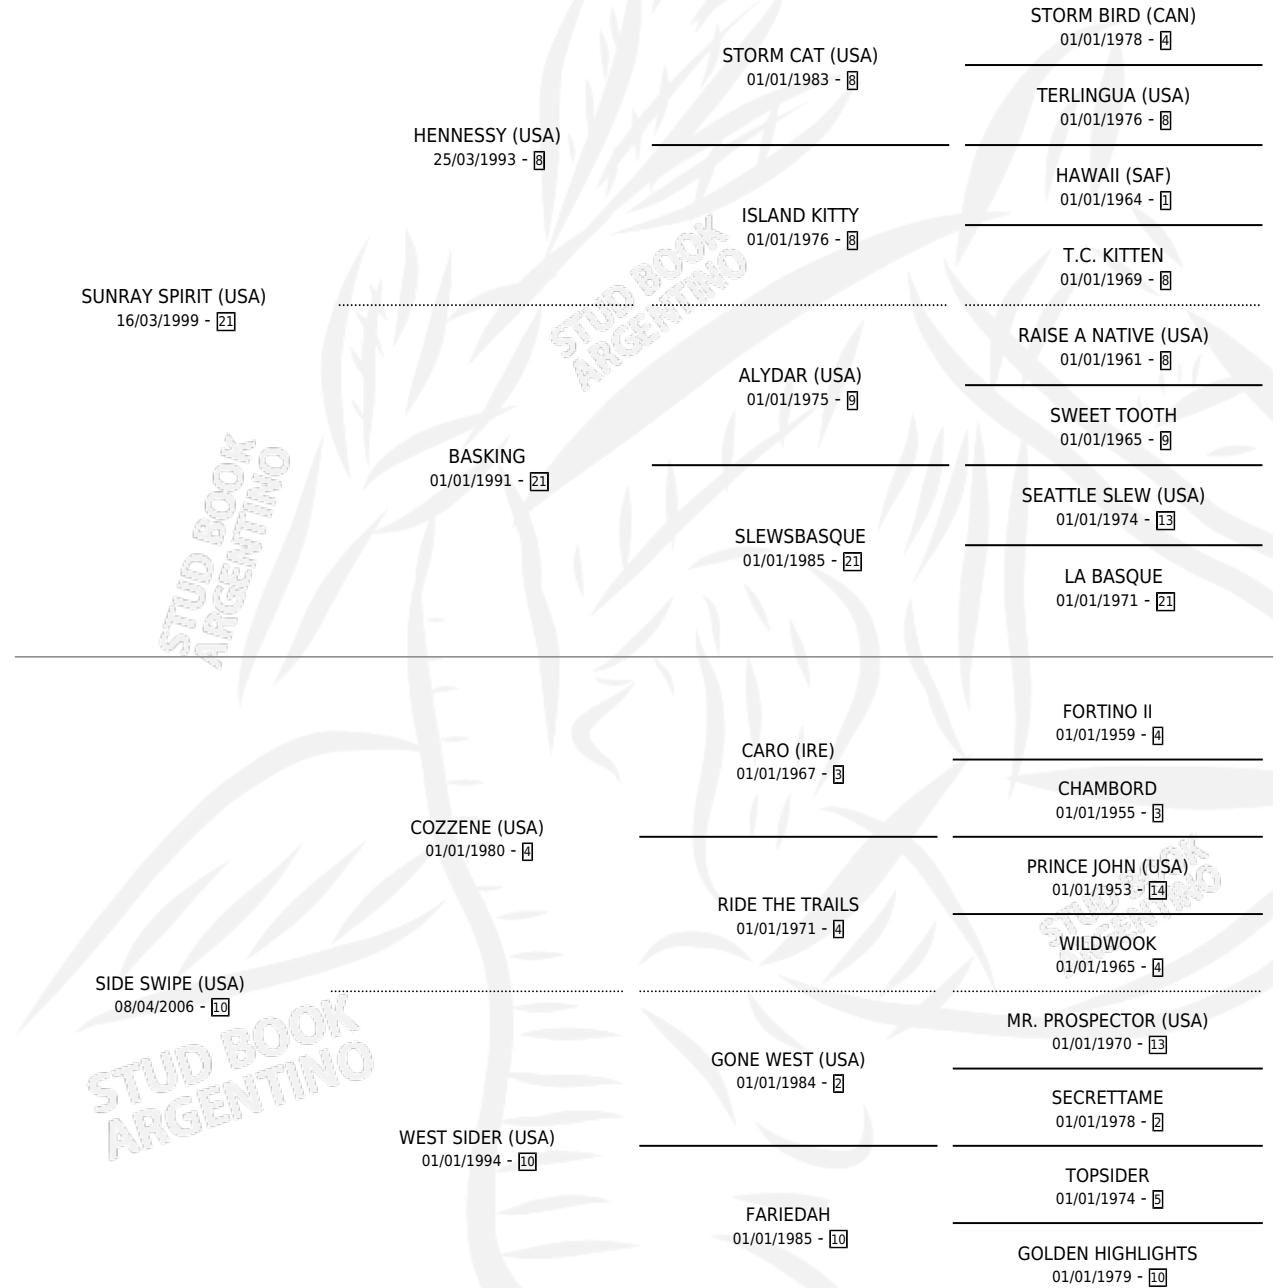 STORM BIRD (CAN)
01/01/1978 - 4
STORM CAT (USA)
01/01/1983 - 8
TERLINGUA (USA)
01/01/1976 - 8
HENNESSY (USA)
25/03/1993 - 8
HAWAII (SAF)
01/01/1964 - 1
ISLAND KITTY
01/01/1976 - 8
T.C. KITTEN
01/01/1969 - 8
SUNRAY SPIRIT (USA)
16/03/1999 - 21
RAISE A NATIVE (USA)
01/01/1961 - 8
ALYDAR (USA)
01/01/1975 - 9
SWEET TOOTH
01/01/1965 - 9
BASKING
01/01/1991 - 21
SEATTLE SLEW (USA)
01/01/1974 - 13
SLEWSBASQUE
01/01/1985 - 21
LA BASQUE
01/01/1971 - 21
FORTINO II
01/01/1959 - 4
CARO (IRE)
01/01/1967 - 3
CHAMBORD
01/01/1955 - 3
COZZENE (USA)
01/01/1980 - 4
PRINCE JOHN (USA)
01/01/1953 - 14
RIDE THE TRAILS
01/01/1971 - 4
WILDWOOK
01/01/1965 - 4
SIDE SWIPE (USA)
08/04/2006 - 10
MR. PROSPECTOR (USA)
01/01/1970 - 13
GONE WEST (USA)
01/01/1984 - 2
SECRETTAME
01/01/1978 - 2
WEST SIDER (USA)
01/01/1994 - 10
TOPSIDER
01/01/1974 - 5
FARIEDAH
01/01/1985 - 10
GOLDEN HIGHLIGHTS
01/01/1979 - 10
STUD BOOK
ARGENTINO
STUD BOOK
ARGENTINO
STUD BOOK
ARGENTINO
STUD BOOK
ARGENTINO